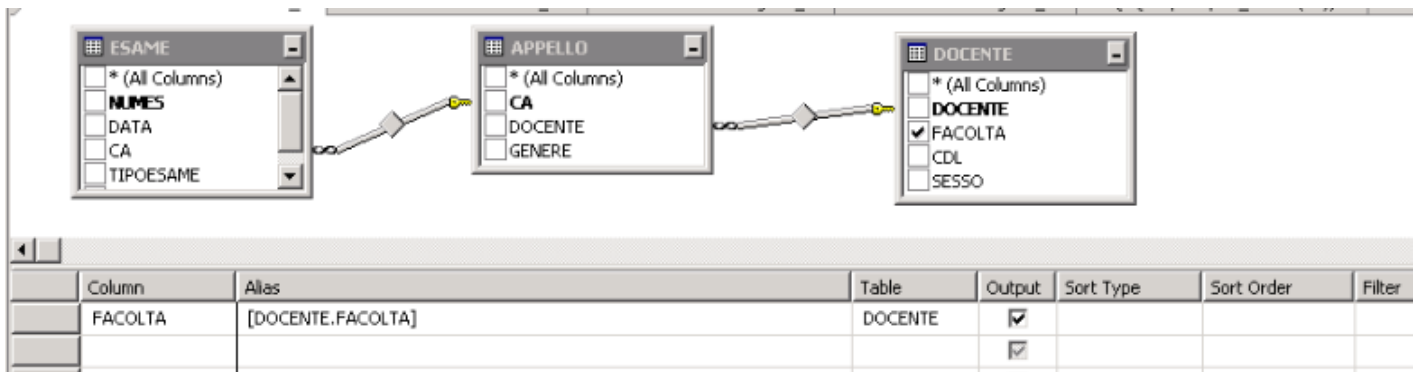 ESAME
* (All Columns)
NUMES
DATA
CA
TIPOESAME
APPELLO
* (All Columns)
CA
DOCENTE
GENERE
DOCENTE
* (All Columns)
DOCENTE
FACOLTA
CDL
SESSO
Column Alias Table Output Sort Type Sort Order Filter
FACOLTA [DOCENTE.FACOLTA] DOCENTE